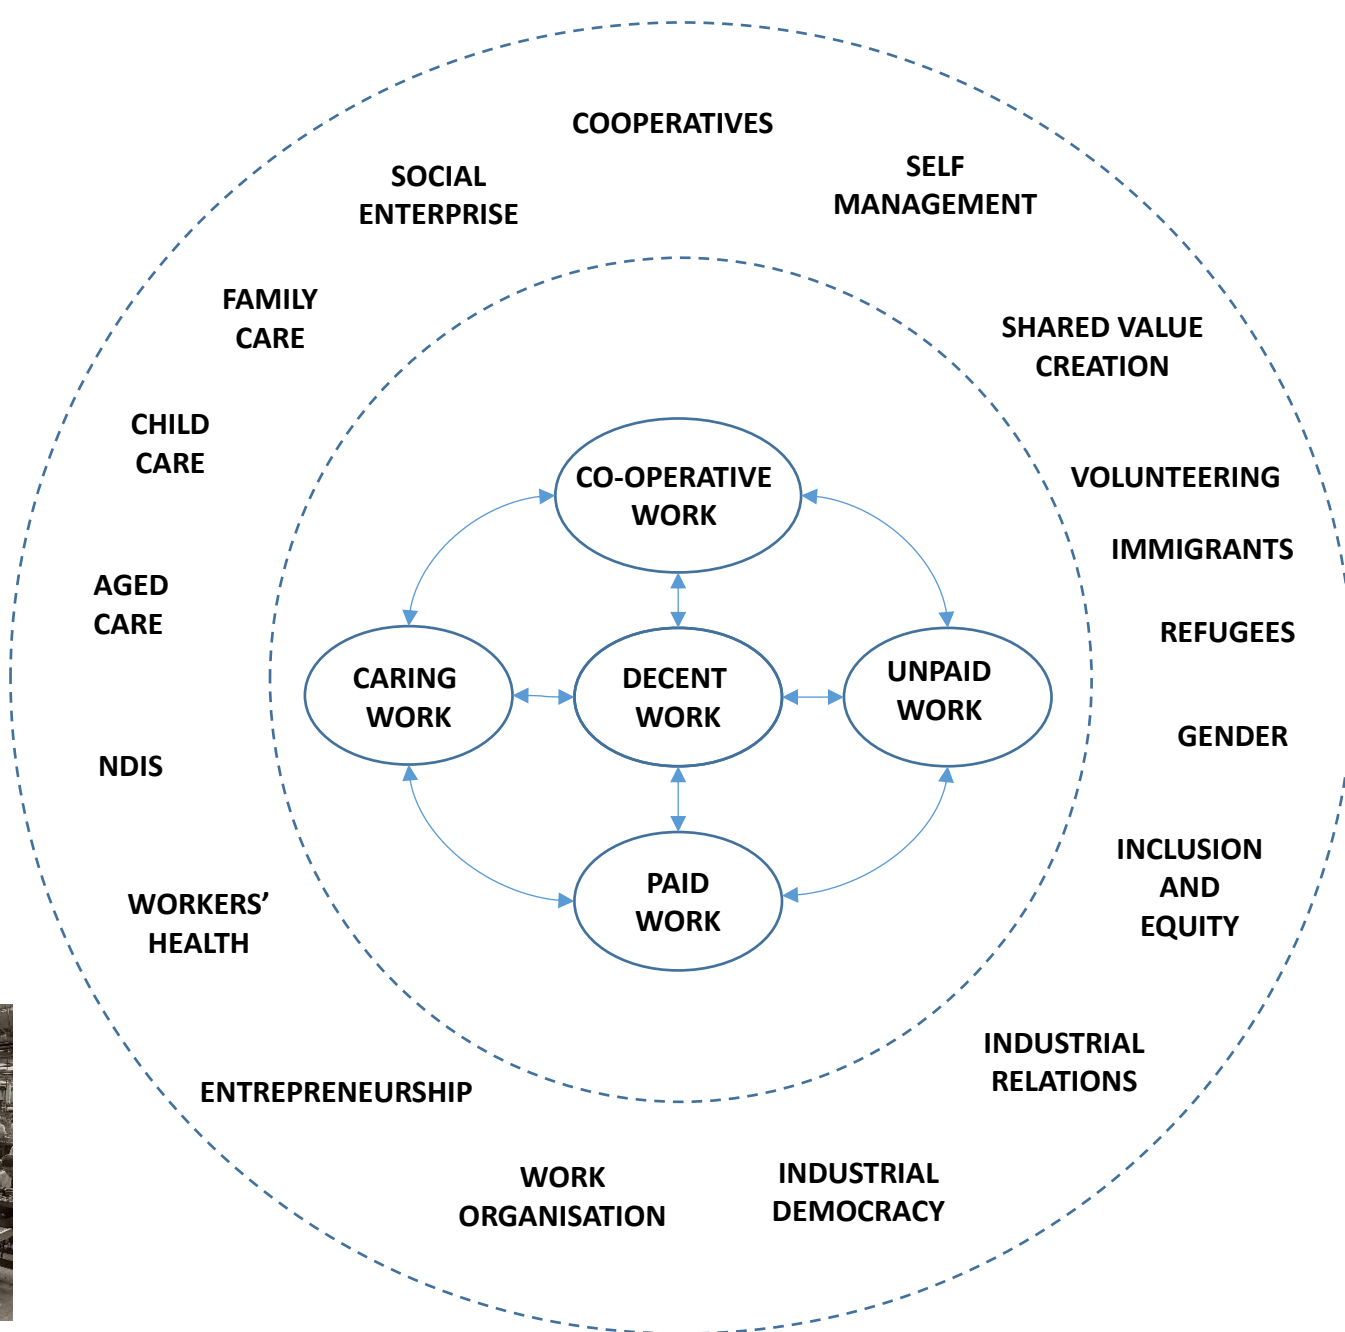 COOPERATIVES
SOCIAL
ENTERPRISE
SELF
MANAGEMENT
FAMILY
CARE
SHARED VALUE
CREATION
CHILD
CARE
CO-OPERATIVE
WORK
VOLUNTEERING
IMMIGRANTS
AGED
CARE
REFUGEES
CARING
WORK
DECENT
WORK
UNPAID
WORK
GENDER
NDIS
INCLUSION
AND
EQUITY
PAID
WORK
WORKERS’
HEALTH
INDUSTRIAL
RELATIONS
ENTREPRENEURSHIP
WORK
ORGANISATION
INDUSTRIAL
DEMOCRACY